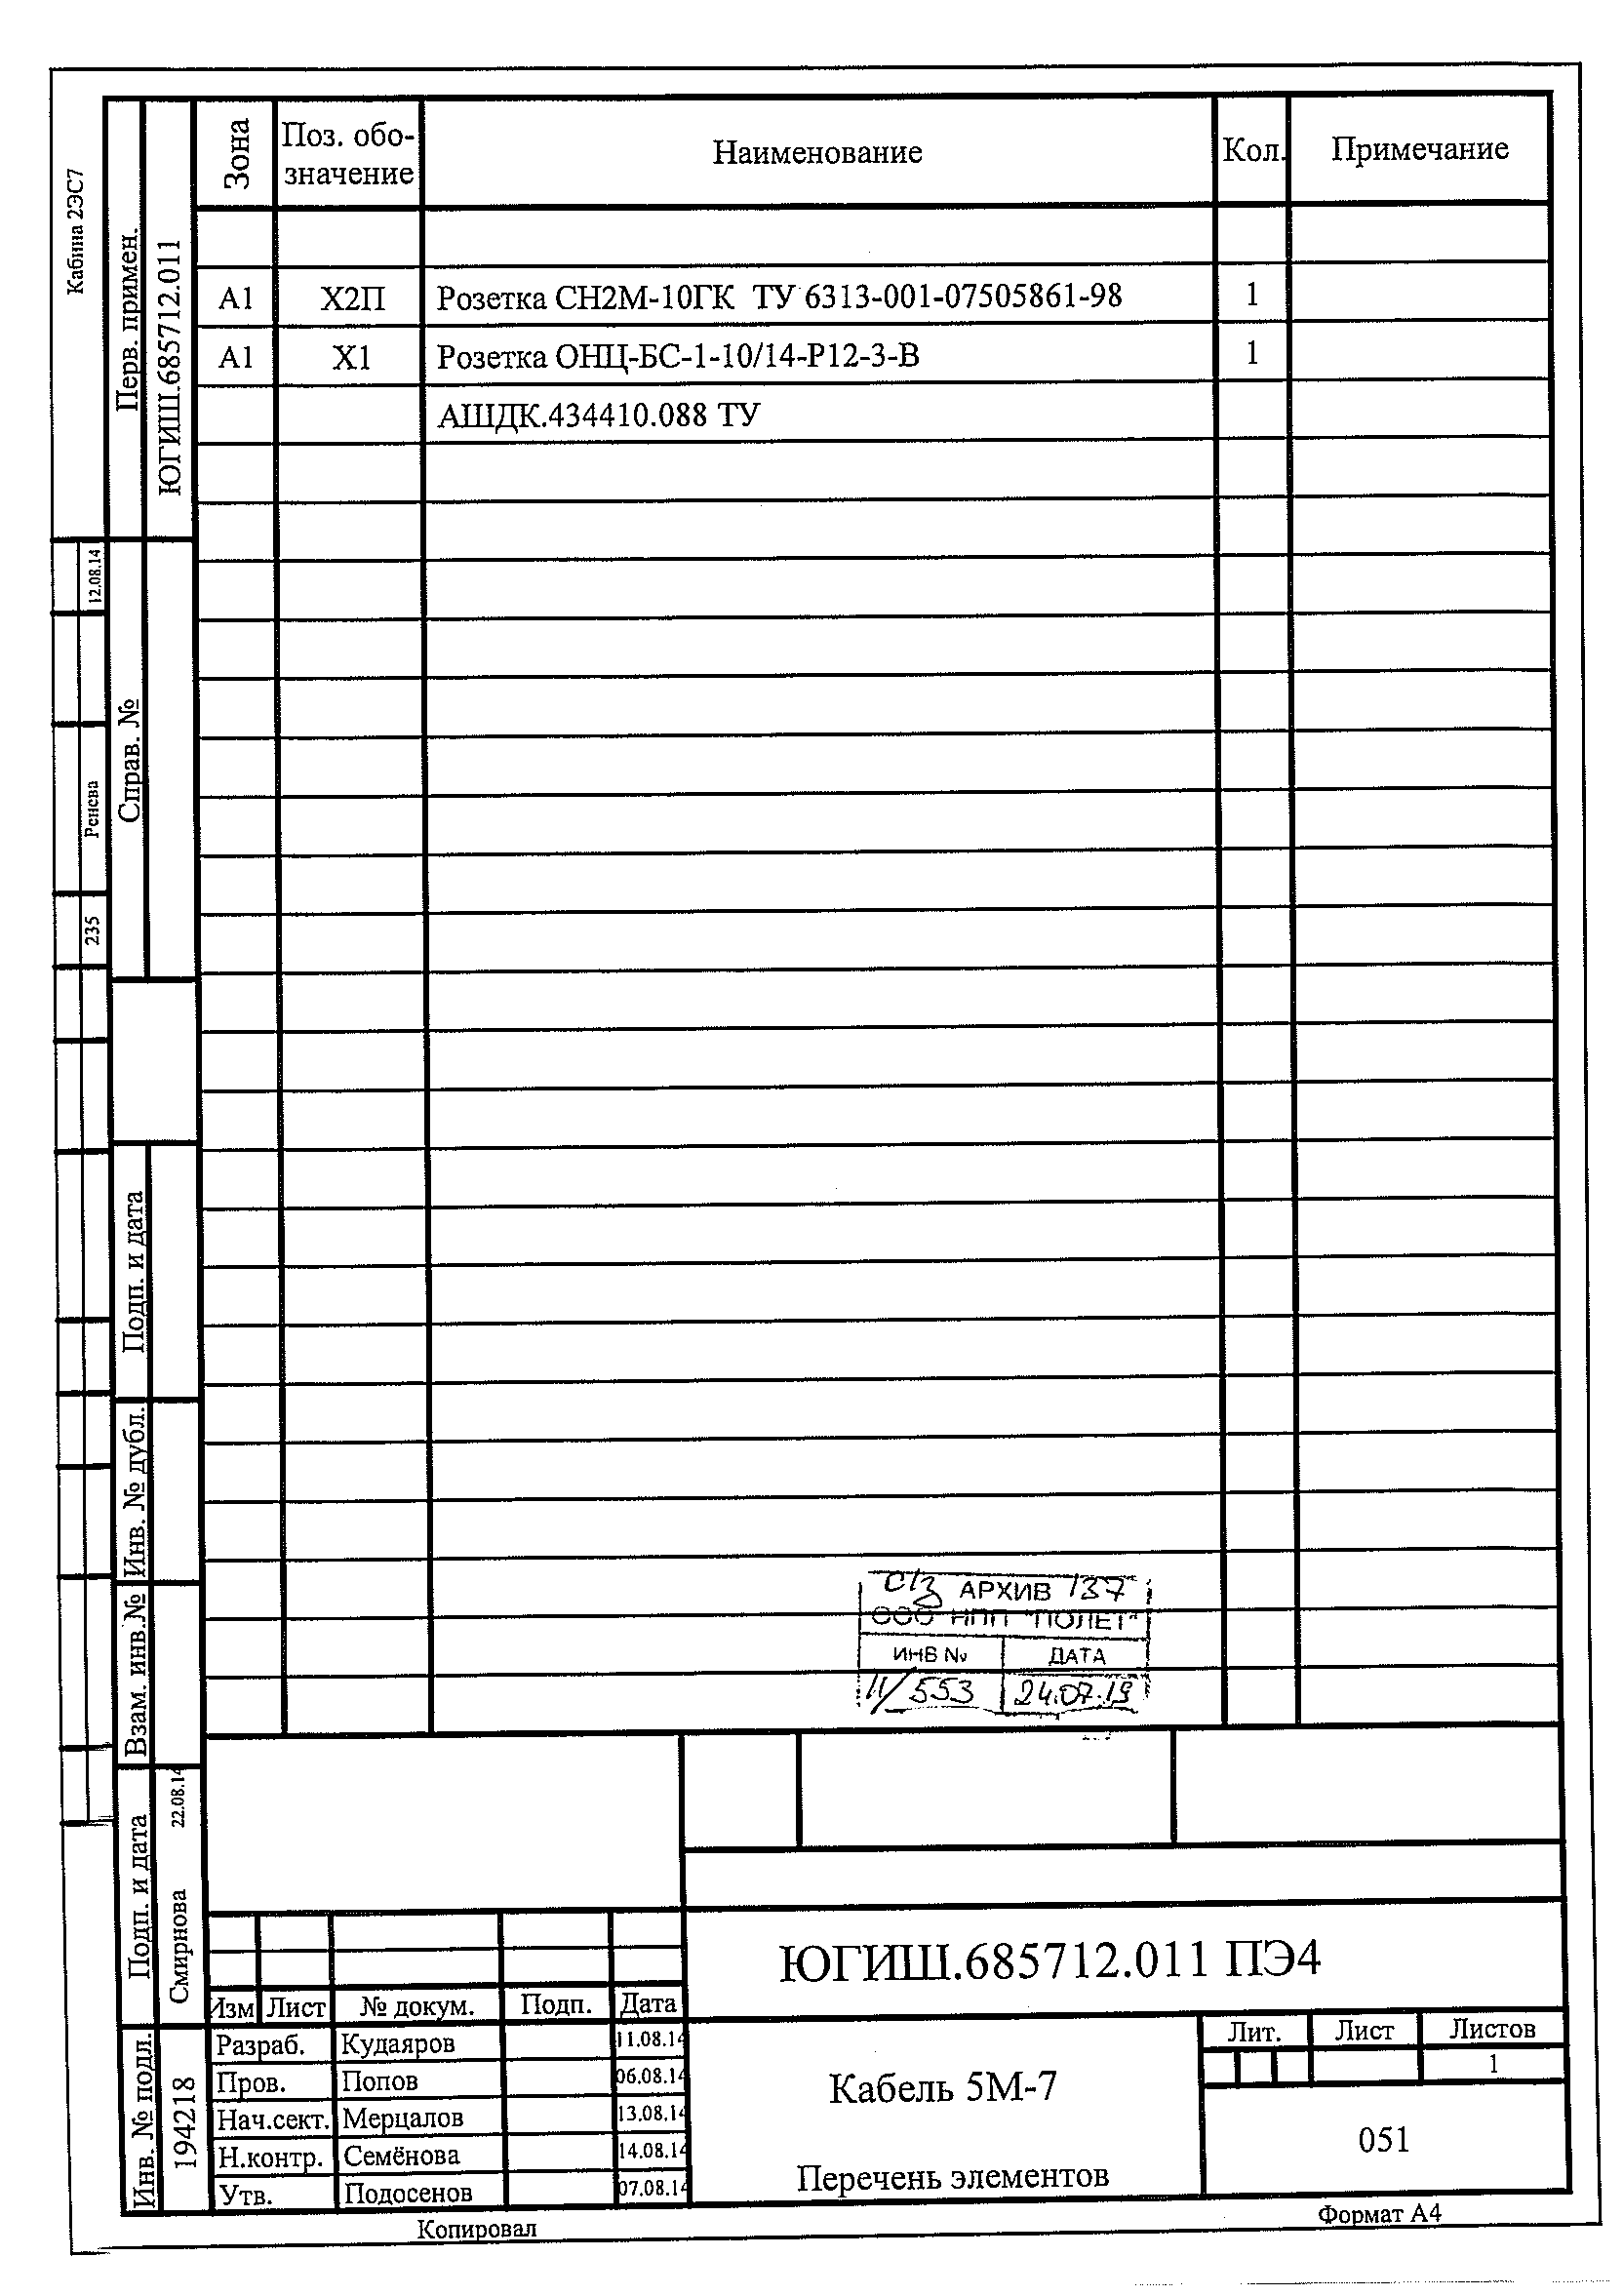 Кабина 2ЭС7
Перв. примен.
ЮГИШ.685712.011
Зона
Поз. обо-
значение
Наименование
Кол.
Примечание
А1 Х2П Розетка СН2М-10ГК ТУ 6313-001-07505861-98 1
А1 Х1 Розетка ОНЦ-БС-1-10/14-Р12-3-В 1
АШДК.434410.088 ТУ
12.08.14
Справ. №
235
Подп. и дата
Инв. № дубл.
Взам. инв.№
АРХИВ 137
ООО НПП "ПОЛЕТ"
ИНВ № ДАТА
11/553 24.07.19
Подп. и дата
Смирнова 22.08.14
Инв. № подл.
194218
ЮГИШ.685712.011 ПЭ4
Изм Лист № докум. Подп. Дата
Разраб. Кудаяров 11.08.14
Пров. Попов 06.08.14
Нач.сект. Мерцалов 13.08.14
Н.контр. Семёнова 14.08.14
Утв. Подосенов 07.08.14
Кабель 5М-7
Перечень элементов
Лит. Лист Листов
1
051
Копировал
Формат А4